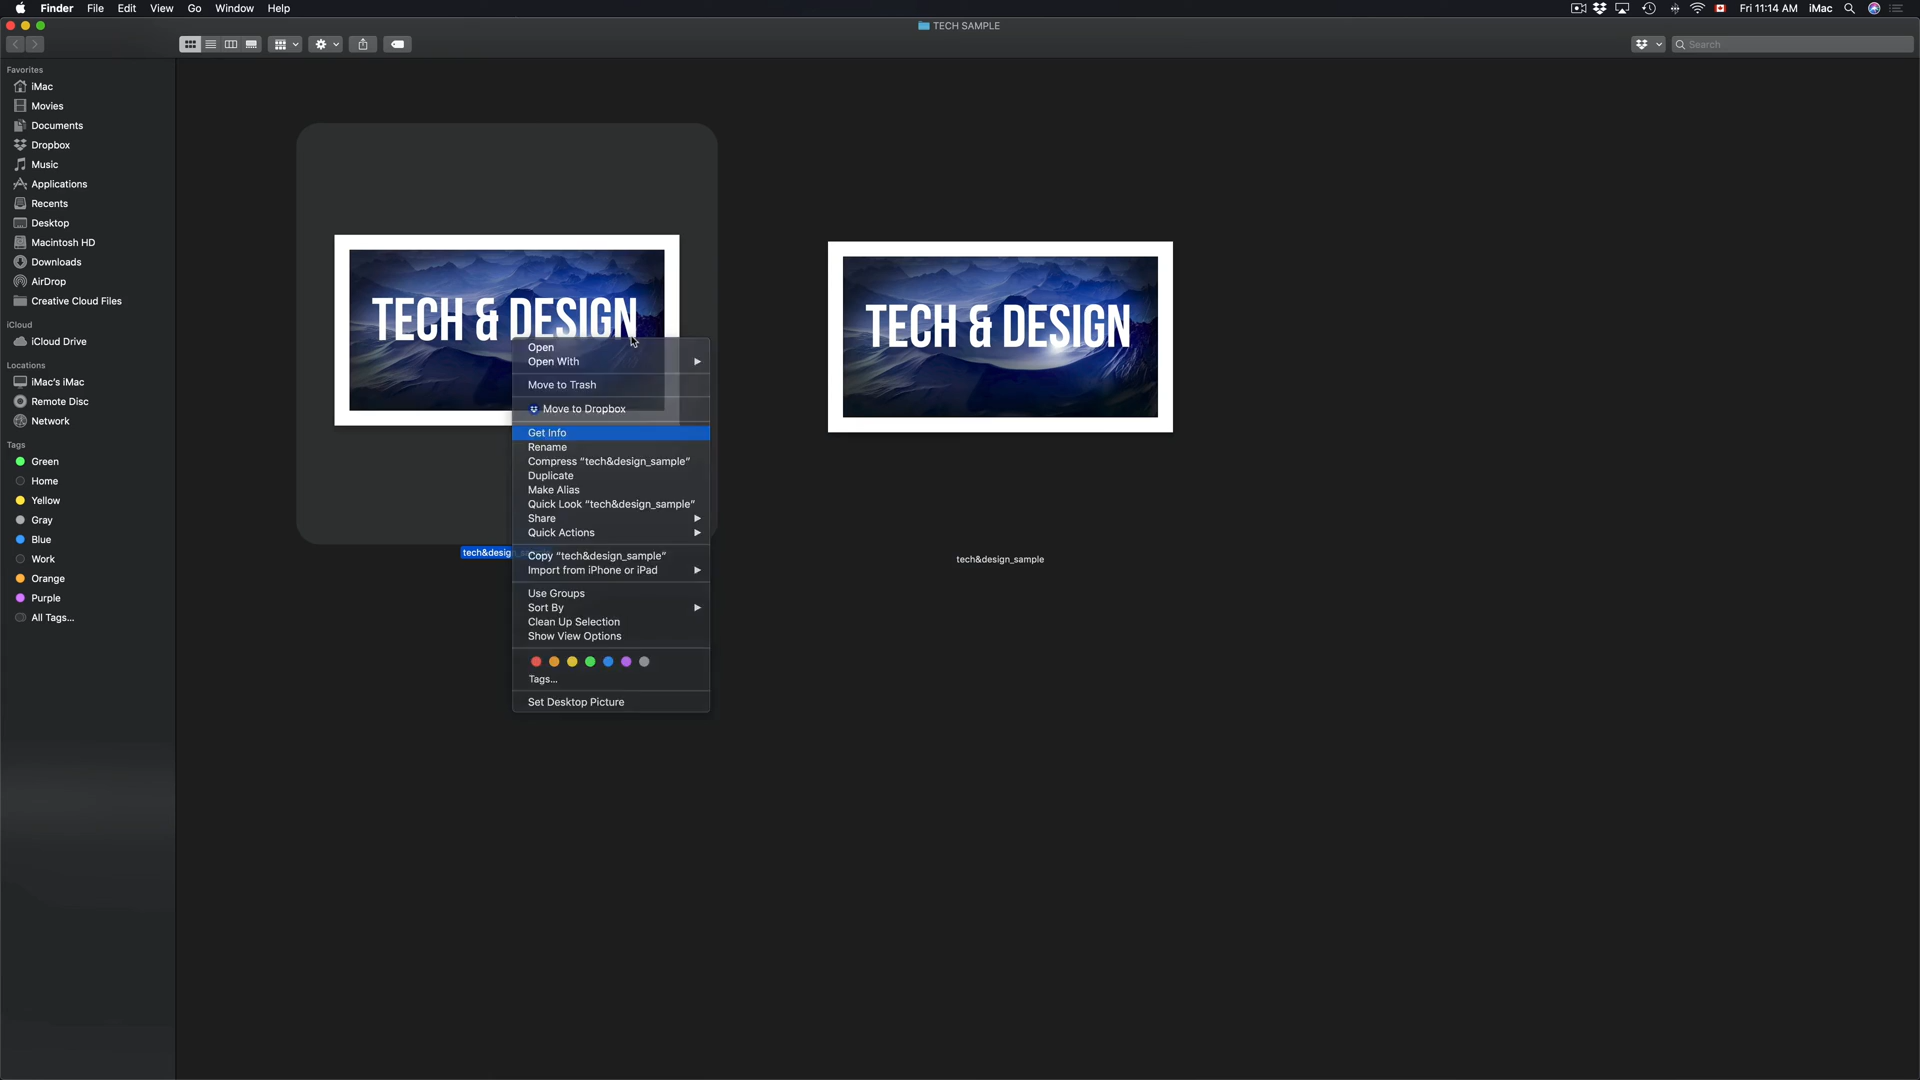 Finder File Edit View Go Window Help
Fri 11:14 AM iMac
TECH SAMPLE
Search
Favorites
iMac
Movies
Documents
Dropbox
Music
Applications
Recents
Desktop
Macintosh HD
Downloads
AirDrop
Creative Cloud Files
iCloud
iCloud Drive
Locations
iMac's iMac
Remote Disc
Network
Tags
Green
Home
Yellow
Gray
Blue
Work
Orange
Purple
All Tags...
TECH & DESIGN
tech&design
Open
Open With
Move to Trash
Move to Dropbox
Get Info
Rename
Compress “tech&design_sample”
Duplicate
Make Alias
Quick Look “tech&design_sample”
Share
Quick Actions
Copy “tech&design_sample”
Import from iPhone or iPad
Use Groups
Sort By
Clean Up Selection
Show View Options
Tags...
Set Desktop Picture
TECH & DESIGN
tech&design_sample